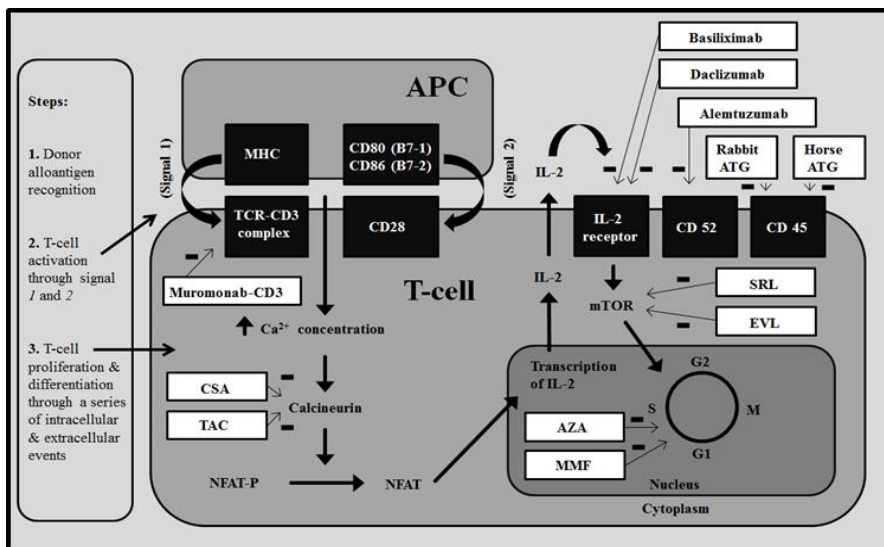 Steps:
1. Donor
alloantigen
recognition
2. T-cell
activation
through signal
1 and 2
3. T-cell
proliferation &
differentiation
through a series
of intracellular
& extracellular
events
APC
(Signal 1)
MHC
CD80 (B7-1)
CD86 (B7-2)
(Signal 2)
TCR-CD3
complex
CD28
Muromonab-CD3
T-cell
Ca2+ concentration
CSA
TAC
Calcineurin
NFAT-P
NFAT
IL-2
IL-2
Basiliximab
Daclizumab
Alemtuzumab
Rabbit
ATG
Horse
ATG
IL-2
receptor
CD 52
CD 45
mTOR
SRL
EVL
Transcription
of IL-2
G2
S
M
G1
AZA
MMF
Nucleus
Cytoplasm